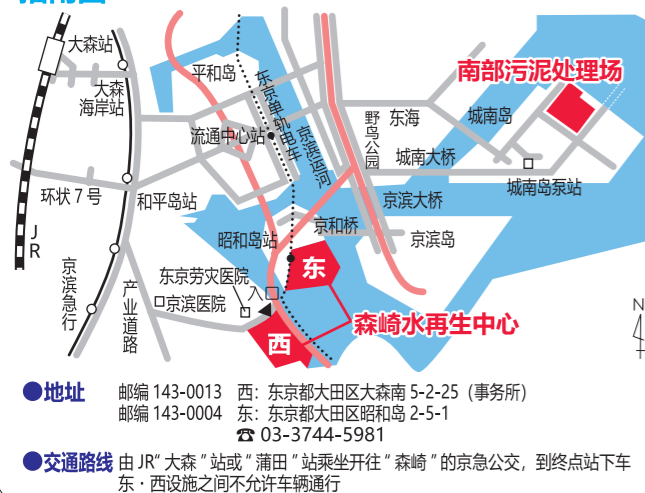 大森站
大森
海岸站
平和岛
东京单轨电车
流通中心站
京滨运河
野鸟公园
东海
城南岛
南部污泥处理场
城南大桥
城南岛泵站
环状 7 号
和平岛站
京滨大桥
昭和岛站
京和桥
京滨岛
JR
京滨急行
产业道路
东京劳灾医院
京滨医院
入口
东
西
森崎水再生中心
N
●地址 邮编 143-0013 西：东京都大田区大森南 5-2-25（事务所）
邮编 143-0004 东：东京都大田区昭和岛 2-5-1
☎ 03-3744-5981
●交通路线 由 JR“ 大森 ” 站或 “ 蒲田 ” 站乘坐开往 “ 森崎 ” 的京急公交，到终点站下车
东・西设施之间不允许车辆通行